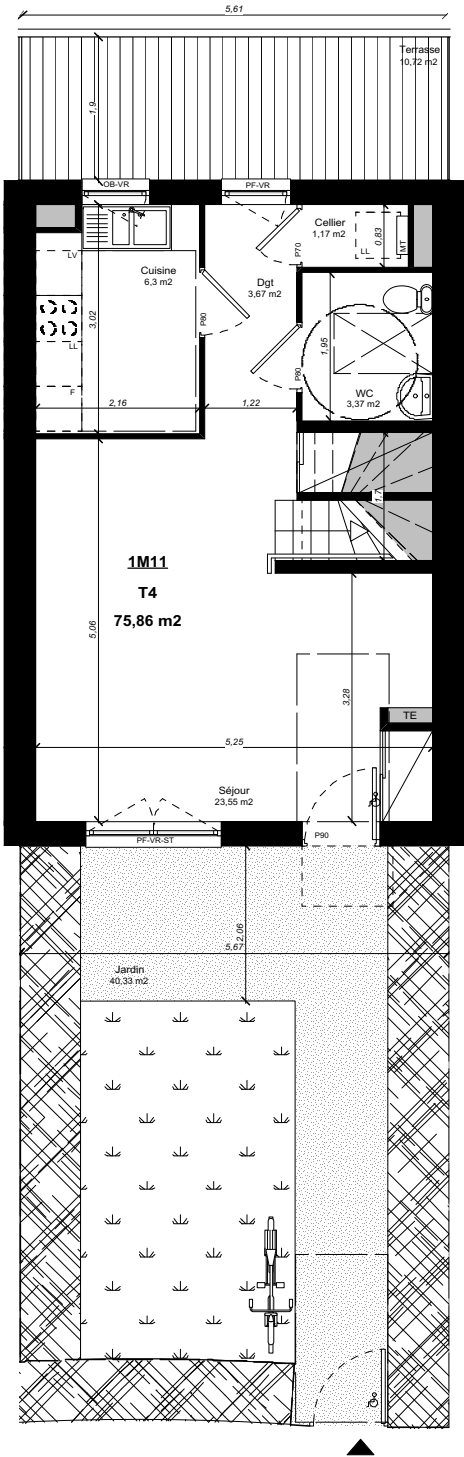 5,61
Terrasse
10,72 m2
1,9
OB-VR
PF-VR
Cellier
1,17 m2
0,83
MT
LL
P70
LV
Cuisine
6,3 m2
Dgt
3,67 m2
3,02
P80
LL
1,95
P80
WC
3,37 m2
F
2,16
1,22
1,7
1M11
T4
75,86 m2
5,06
3,28
TE
5,25
Séjour
23,55 m2
PF-VR-ST
P90
2,06
5,67
Jardin
40,33 m2